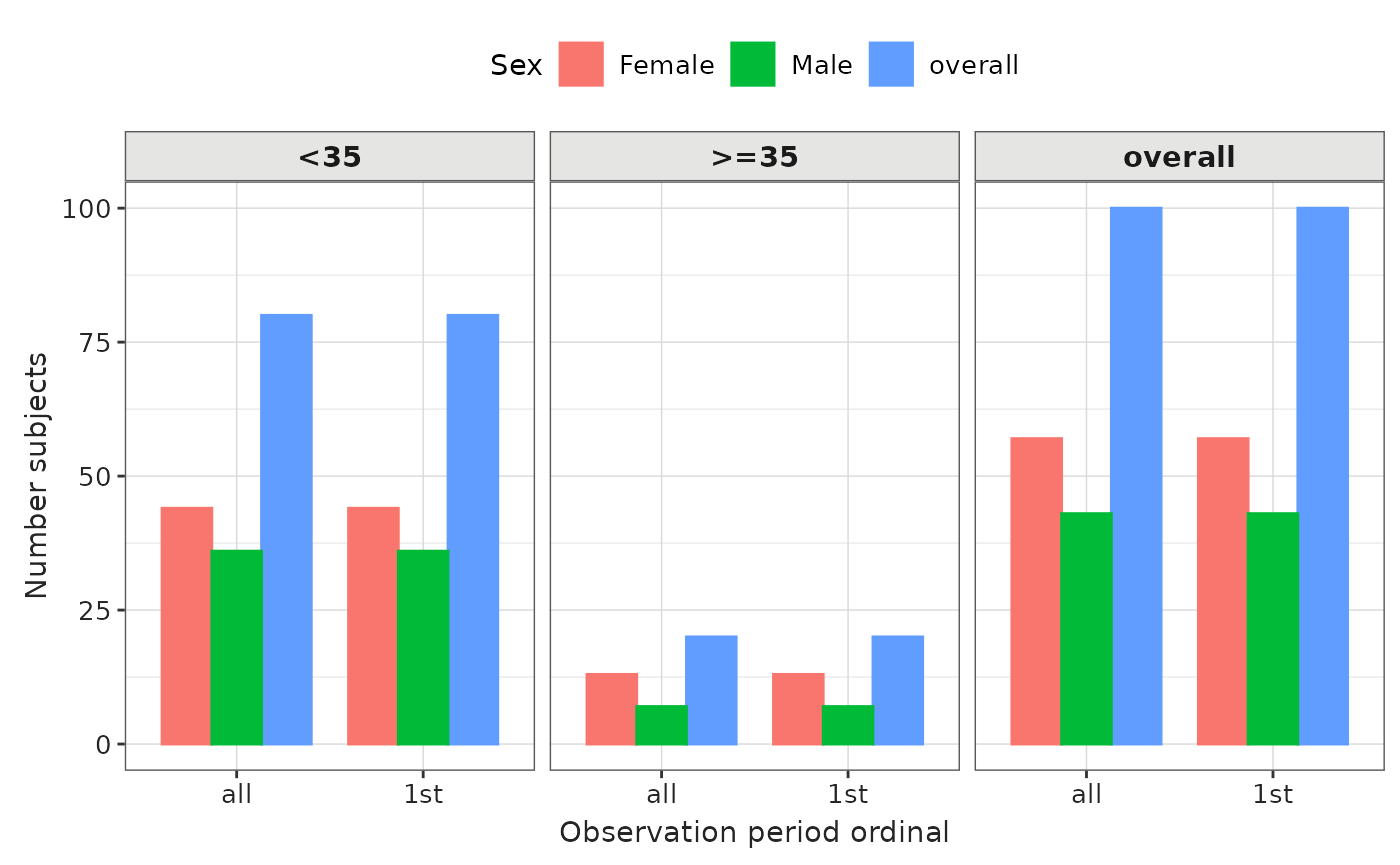 Sex Female Male overall
<35 >=35 overall
100
75
50
25
0
Number subjects
all 1st all 1st all 1st
Observation period ordinal